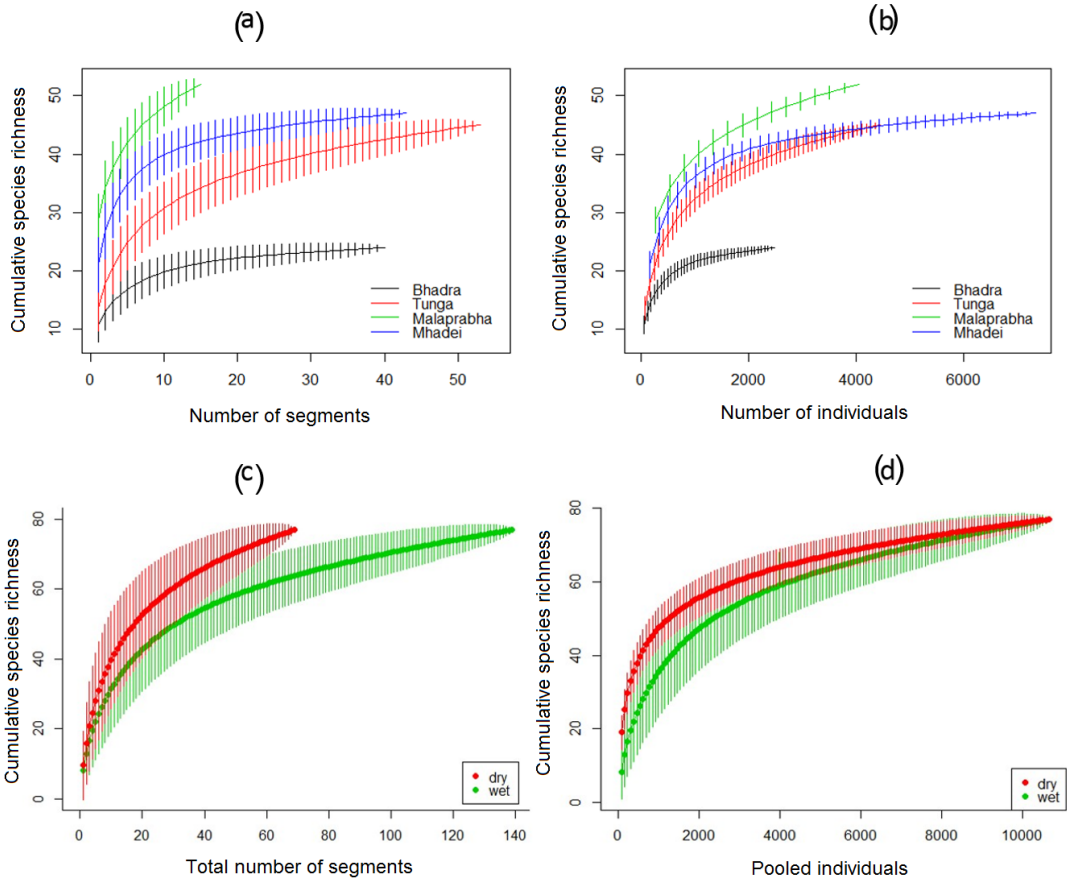 (a)
Cumulative species richness
50
40
30
20
10
Bhadra
Tunga
Malaprabha
Mhadei
0 10 20 30 40 50
Number of segments
(b)
Cumulative species richness
50
40
30
20
10
Bhadra
Tunga
Malaprabha
Mhadei
0 2000 4000 6000
Number of individuals
(c)
Cumulative species richness
80
60
40
20
0
dry
wet
0 20 40 60 80 100 120 140
Total number of segments
(d)
Cumulative species richness
80
60
40
20
0
dry
wet
0 2000 4000 6000 8000 10000
Pooled individuals